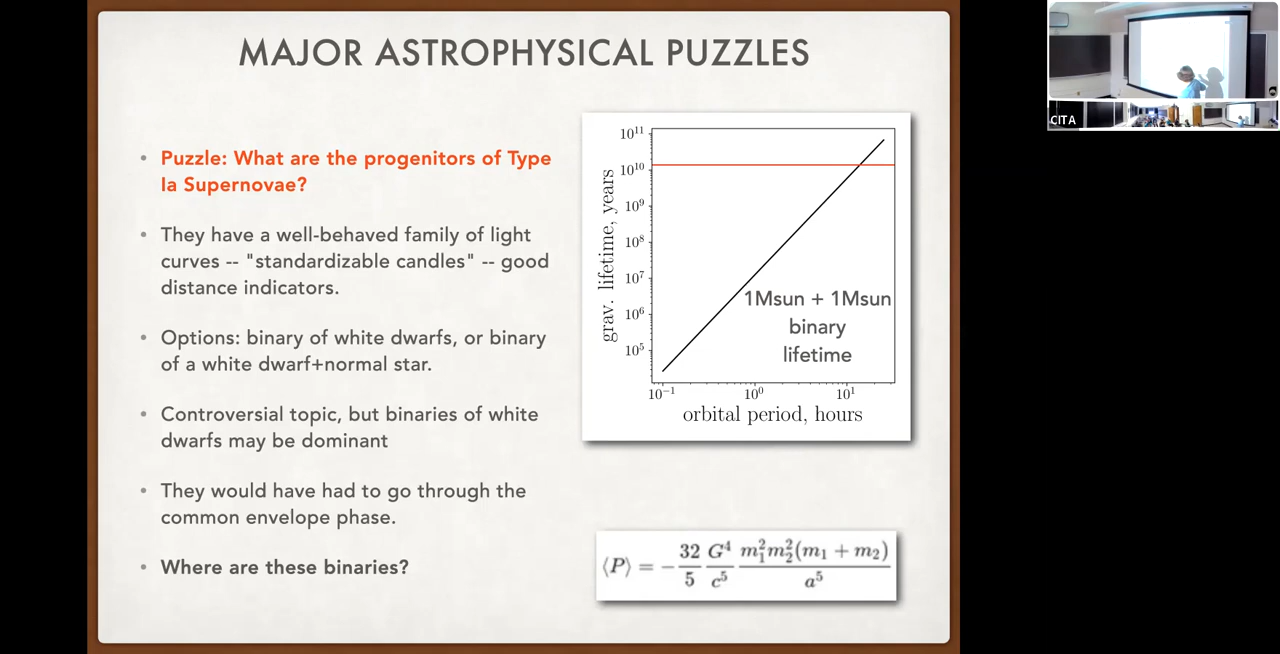 MAJOR ASTROPHYSICAL PUZZLES
• Puzzle: What are the progenitors of Type
Ia Supernovae?
• They have a well-behaved family of light
curves -- "standardizable candles" -- good
distance indicators.
• Options: binary of white dwarfs, or binary
of a white dwarf+normal star.
• Controversial topic, but binaries of white
dwarfs may be dominant
• They would have had to go through the
common envelope phase.
• Where are these binaries?
grav. lifetime, years
10¹¹
10¹⁰
10⁹
10⁸
10⁷
10⁶
10⁵
1Msun + 1Msun
binary
lifetime
10⁻¹ 10⁰ 10¹
orbital period, hours
⟨P⟩ = −32/5 G⁴/c⁵ m₁²m₂²(m₁ + m₂)/a⁵
CITA